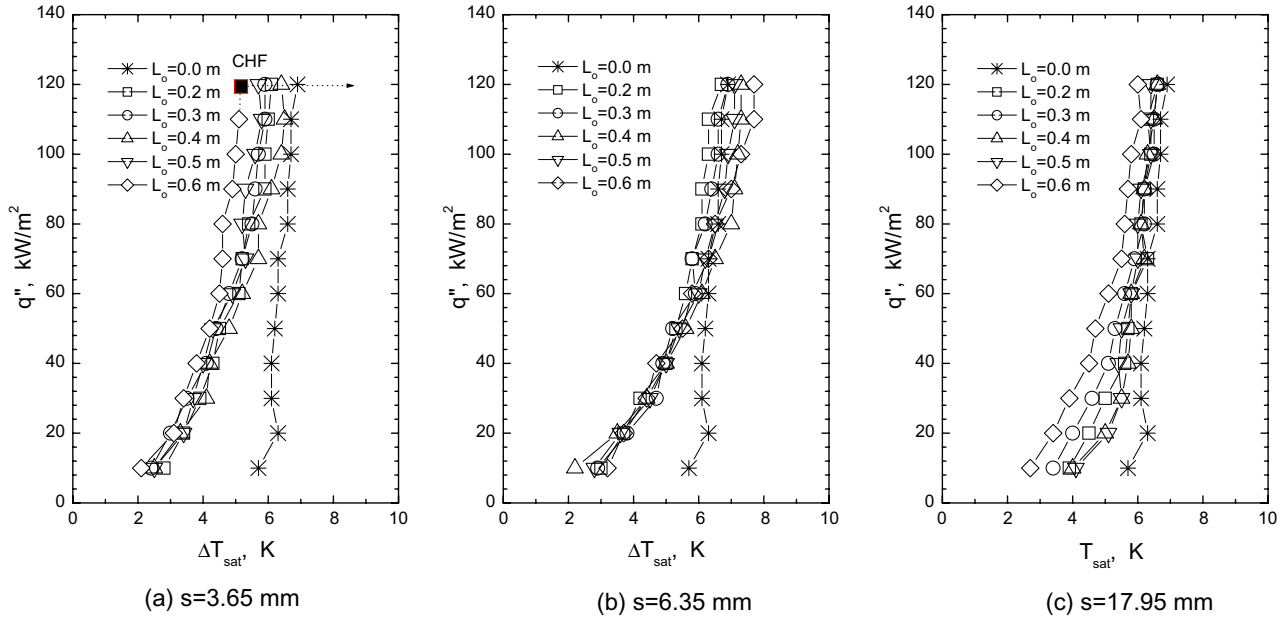 L_o=0.0 m
L_o=0.2 m
L_o=0.3 m
L_o=0.4 m
L_o=0.5 m
L_o=0.6 m
CHF
140
120
100
80
60
40
20
0
q", kW/m²
0 2 4 6 8 10
ΔT_sat, K
(a) s=3.65 mm
L_o=0.0 m
L_o=0.2 m
L_o=0.3 m
L_o=0.4 m
L_o=0.5 m
L_o=0.6 m
140
120
100
80
60
40
20
0
q", kW/m²
0 2 4 6 8 10
ΔT_sat, K
(b) s=6.35 mm
L_o=0.0 m
L_o=0.2 m
L_o=0.3 m
L_o=0.4 m
L_o=0.5 m
L_o=0.6 m
140
120
100
80
60
40
20
0
q", kW/m²
0 2 4 6 8 10
T_sat, K
(c) s=17.95 mm